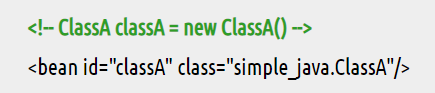 <!-- ClassA classA = new ClassA() -->
<bean id="classA" class="simple_java.ClassA"/>